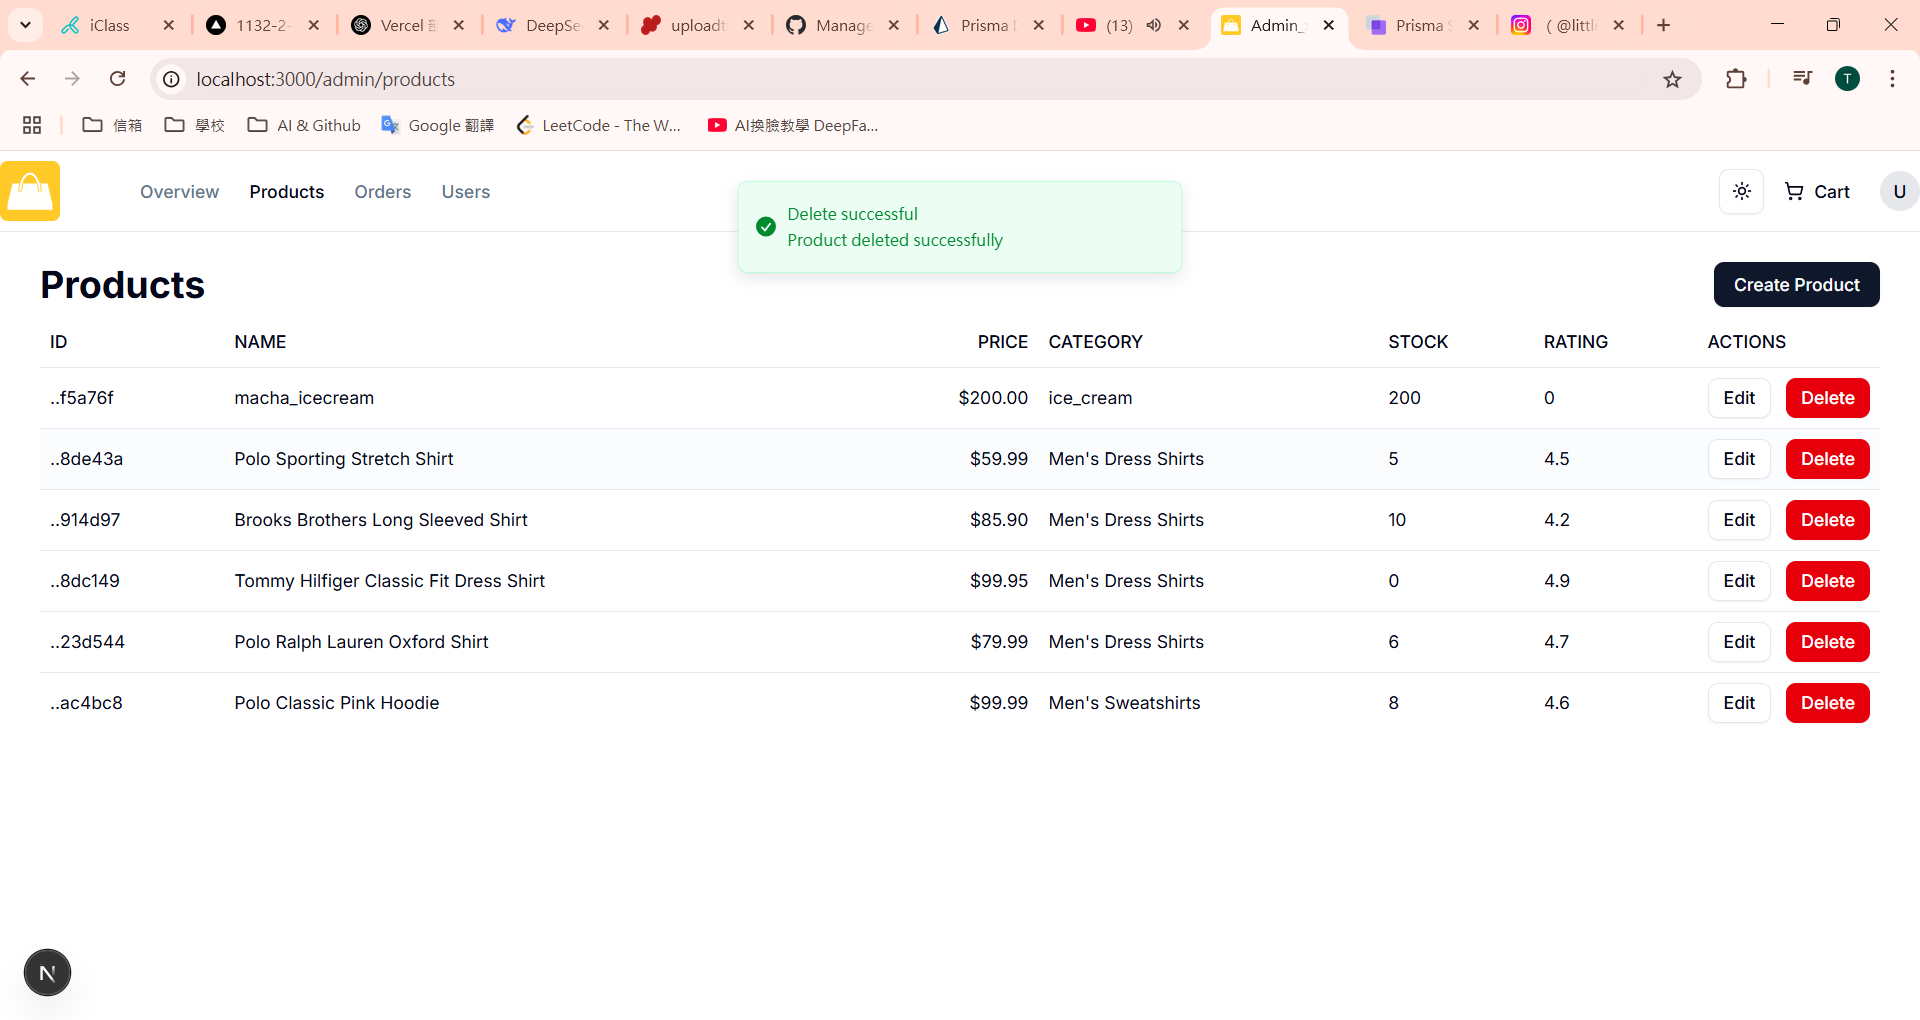 iClass
1132-2-
Vercel 部
DeepSe
uploadt
Manage
Prisma D
(13)
Admin_
Prisma S
( @littl
localhost:3000/admin/products
T
信箱
學校
AI & Github
Google 翻譯
LeetCode - The W...
AI換臉教學 DeepFa...
Overview
Products
Orders
Users
Cart
U
Delete successful
Product deleted successfully
Products
Create Product
ID NAME PRICE CATEGORY STOCK RATING ACTIONS
..f5a76f macha_icecream $200.00 ice_cream 200 0 Edit Delete
..8de43a Polo Sporting Stretch Shirt $59.99 Men's Dress Shirts 5 4.5 Edit Delete
..914d97 Brooks Brothers Long Sleeved Shirt $85.90 Men's Dress Shirts 10 4.2 Edit Delete
..8dc149 Tommy Hilfiger Classic Fit Dress Shirt $99.95 Men's Dress Shirts 0 4.9 Edit Delete
..23d544 Polo Ralph Lauren Oxford Shirt $79.99 Men's Dress Shirts 6 4.7 Edit Delete
..ac4bc8 Polo Classic Pink Hoodie $99.99 Men's Sweatshirts 8 4.6 Edit Delete
N